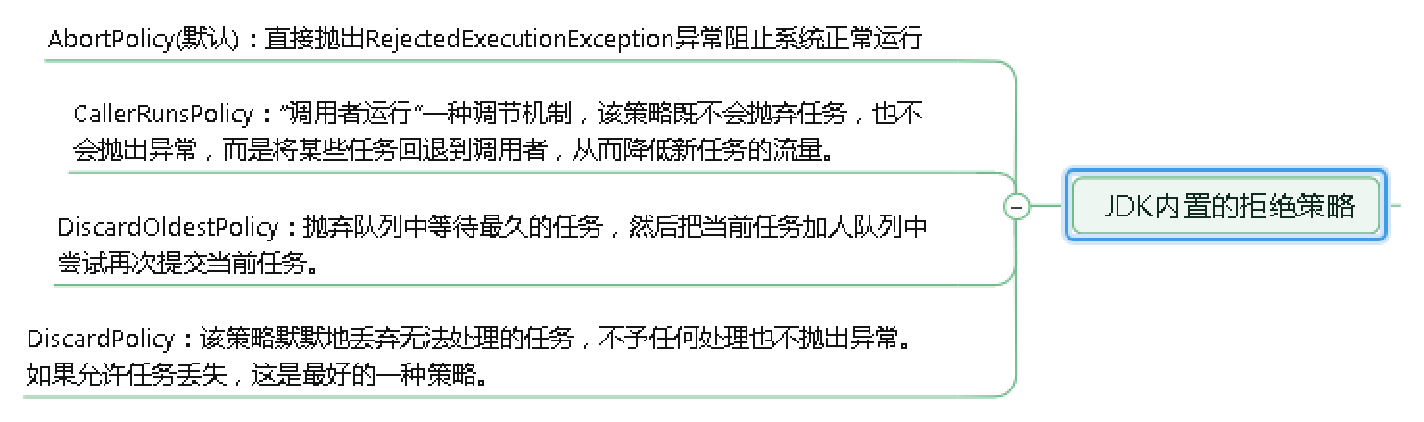 AbortPolicy(默认)：直接抛出RejectedExecutionException异常阻止系统正常运行
CallerRunsPolicy：“调用者运行“一种调节机制，该策略既不会抛弃任务，也不
会抛出异常，而是将某些任务回退到调用者，从而降低新任务的流量。
DiscardOldestPolicy：抛弃队列中等待最久的任务，然后把当前任务加人队列中
尝试再次提交当前任务。
DiscardPolicy：该策略默默地丢弃无法处理的任务，不予任何处理也不抛出异常。
如果允许任务丢失，这是最好的一种策略。
JDK内置的拒绝策略